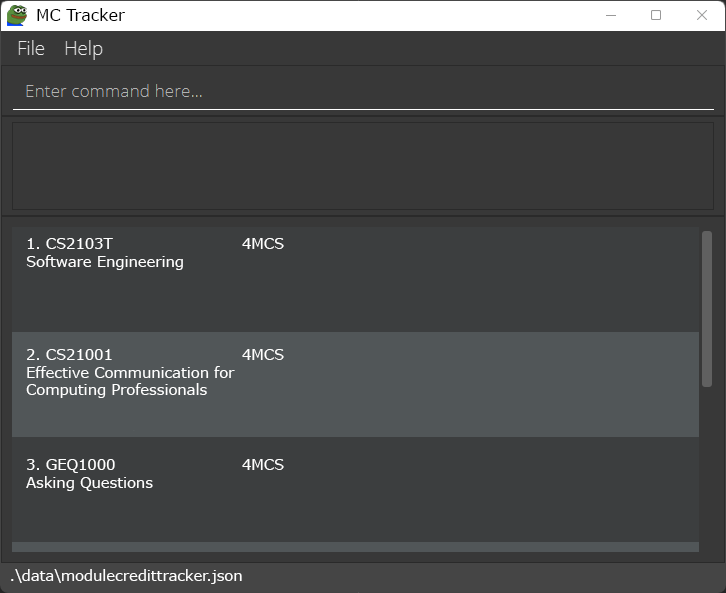 MC Tracker
File Help
Enter command here...
1. CS2103T 4MCS
Software Engineering
2. CS21001 4MCS
Effective Communication for
Computing Professionals
3. GEQ1000 4MCS
Asking Questions
.\data\modulecredittracker.json